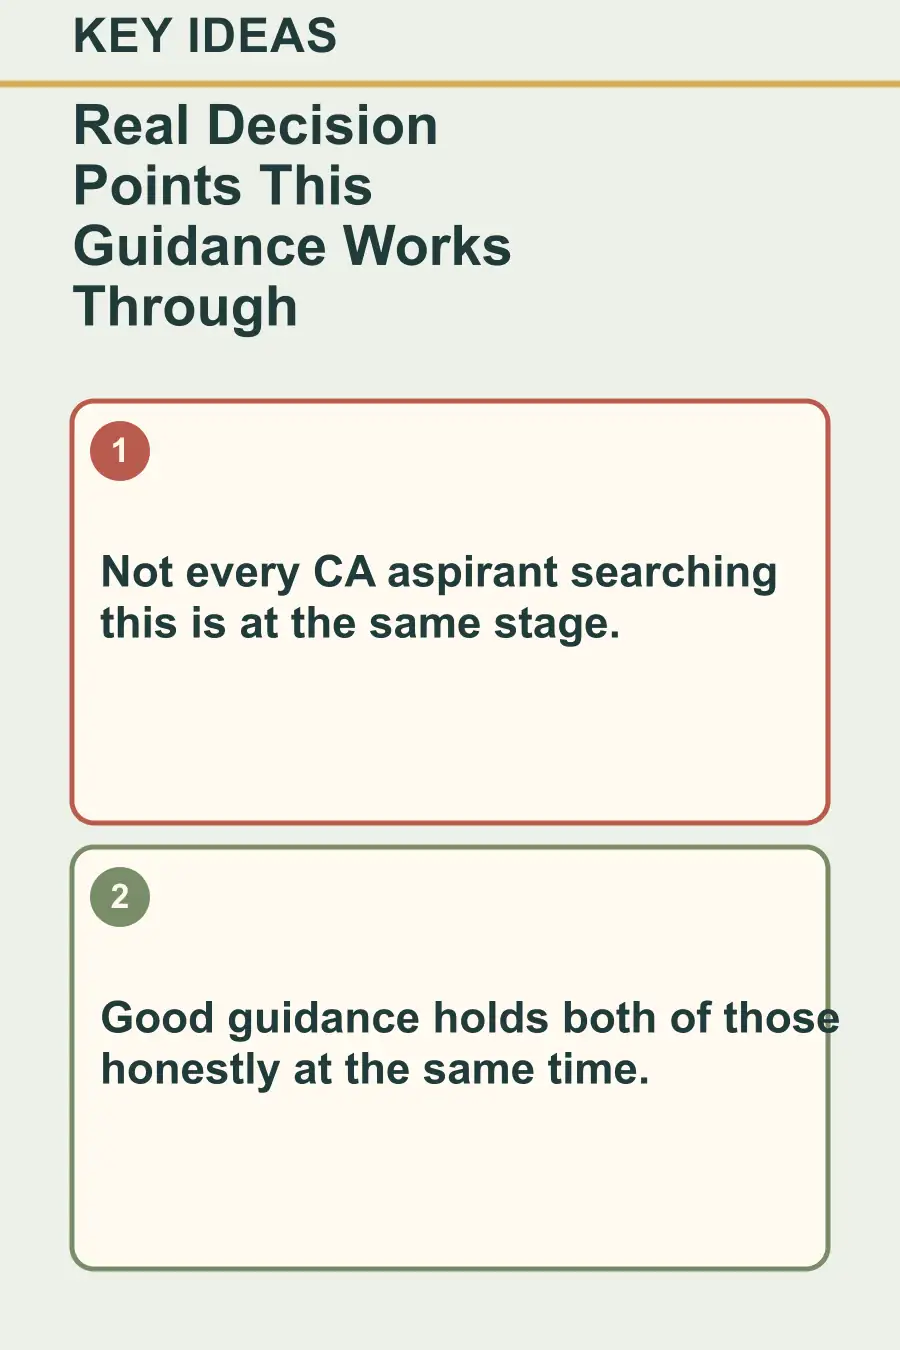 KEY IDEAS
Real Decision
Points This
Guidance Works
Through
1
Not every CA aspirant searching
this is at the same stage.
2
Good guidance holds both of those
honestly at the same time.